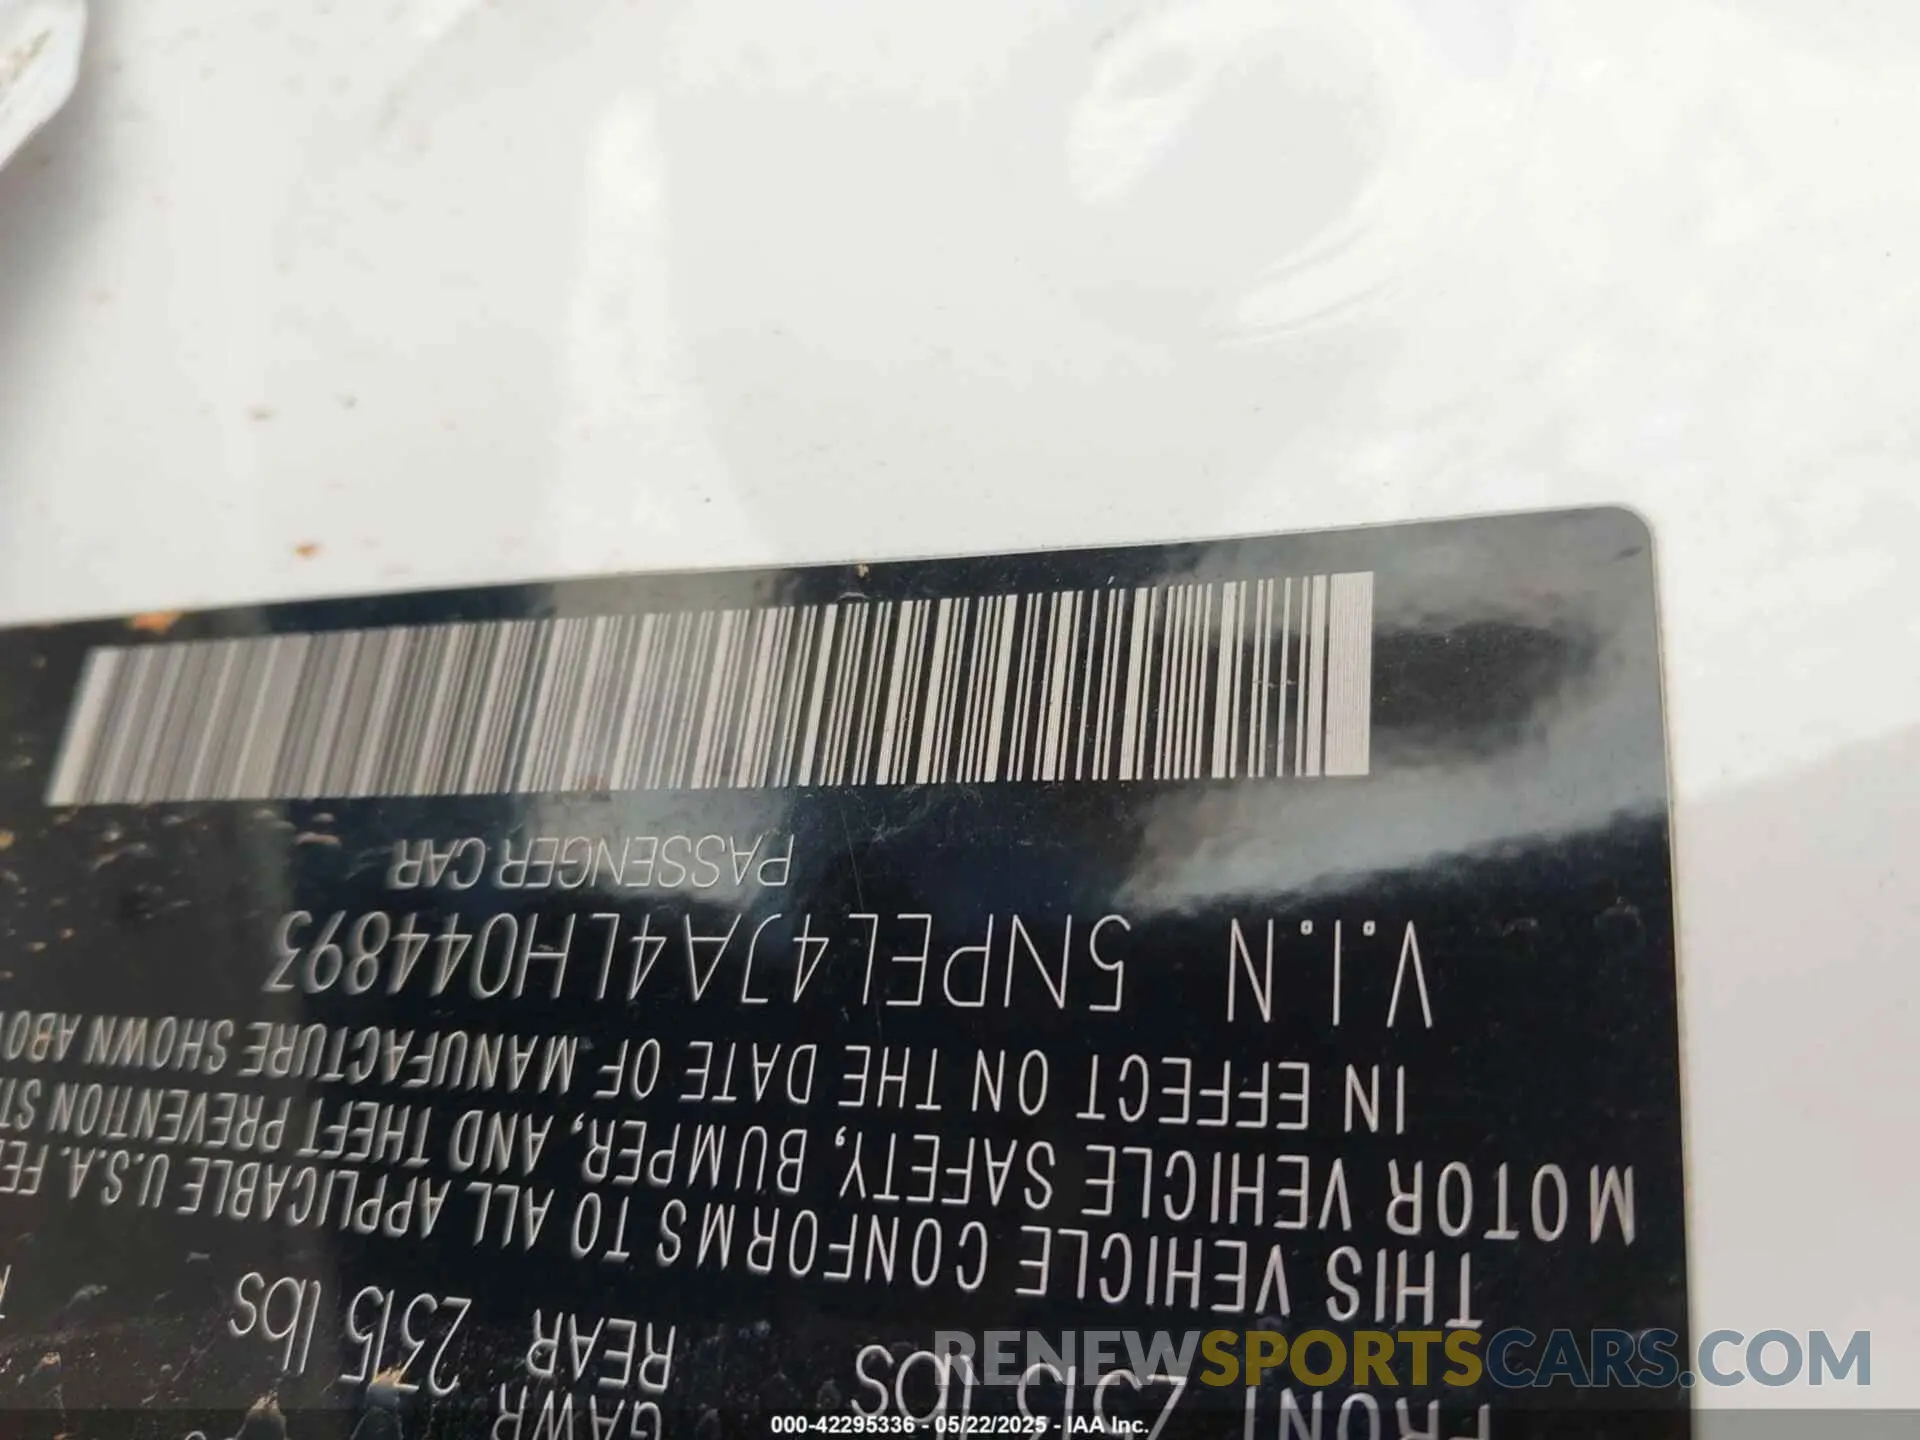 GAWR
FRONT 2513 lbs REAR 2315 lbs
THIS VEHICLE CONFORMS TO ALL APPLICABLE U.S.A. FE
MOTOR VEHICLE SAFETY, BUMPER, AND THEFT PREVENTION ST
IN EFFECT ON THE DATE OF MANUFACTURE SHOWN ABO
V.I.N 5NPEL4JA4LH044893
PASSENGER CAR
RENEWSPORTSCARS.COM
000-42295336 - 05/22/2025 - IAA Inc.